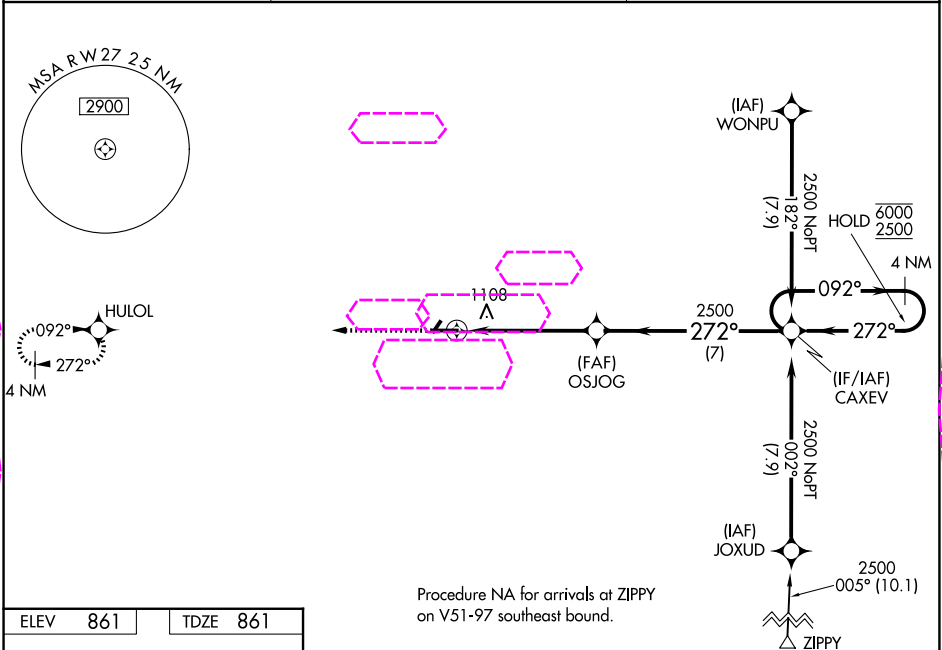 MSA RW27 25 NM
2900
(IAF)
WONPU
2500 NoPT
182°
(7.9)
HOLD 6000
2500
4 NM
092°
272°
HULOL
092°
272°
4 NM
1108
(FAF)
OSJOG
2500
272°
(7)
(IF/IAF)
CAXEV
2500 NoPT
002°
(7.9)
(IAF)
JOXUD
2500
005° (10.1)
ZIPPY
Procedure NA for arrivals at ZIPPY
on V51-97 southeast bound.
ELEV 861
TDZE 861